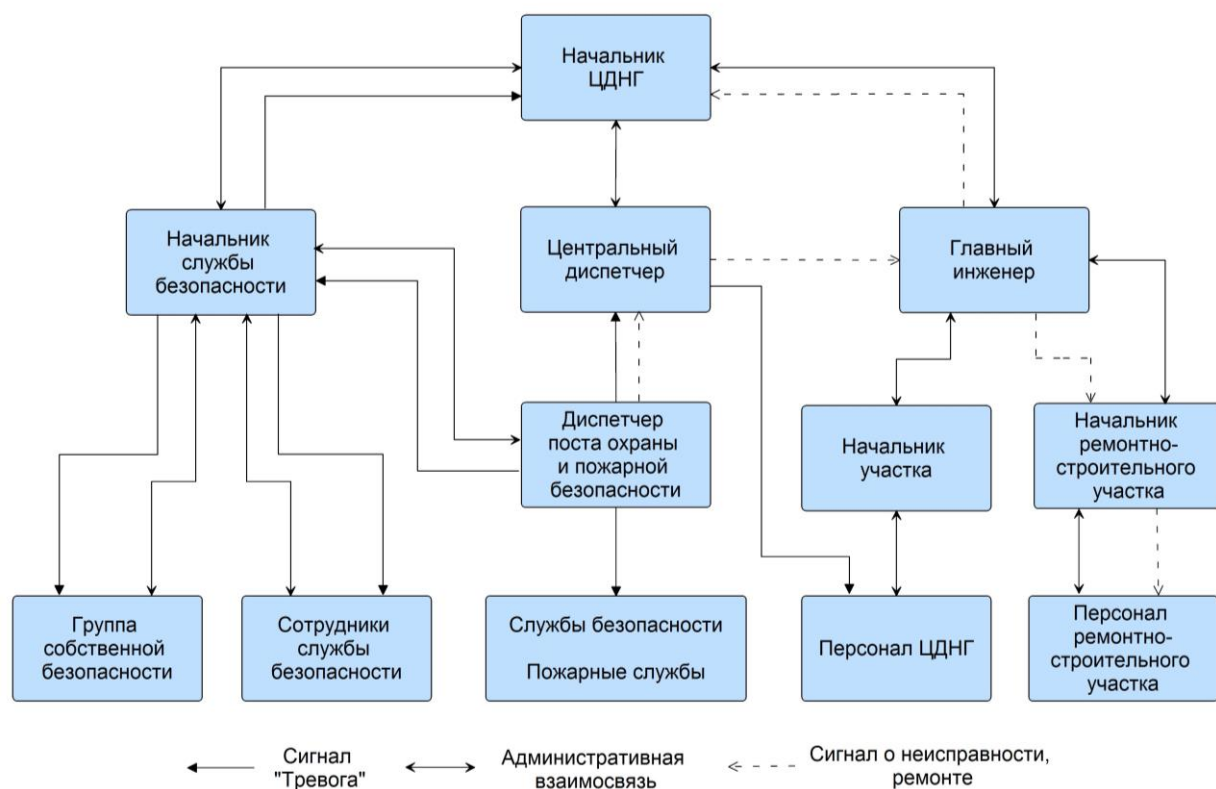 Начальник
ЦДНГ
Начальник
службы
безопасности
Центральный
диспетчер
Главный
инженер
Диспетчер
поста охраны
и пожарной
безопасности
Начальник
участка
Начальник
ремонтно-
строительного
участка
Группа
собственной
безопасности
Сотрудники
службы
безопасности
Службы безопасности
Пожарные службы
Персонал ЦДНГ
Персонал
ремонтно-
строительного
участка
Сигнал
"Тревога"
Административная
взаимосвязь
Сигнал о неисправности,
ремонте